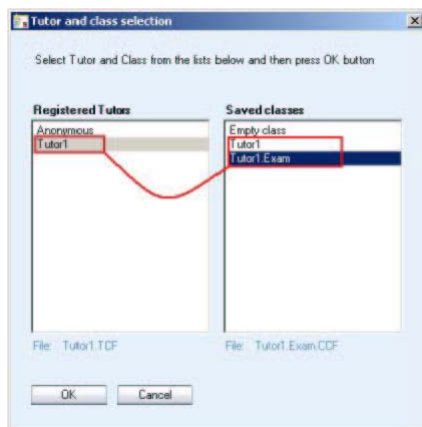 Tutor and class selection
Select Tutor and Class from the lists below and then press OK button
Registered Tutors
Saved classes
Anonymous
Tutor1
Empty class
Tutor1
Tutor1.Exam
File: Tutor1.TCF
File: Tutor1.Exam.CCF
OK
Cancel